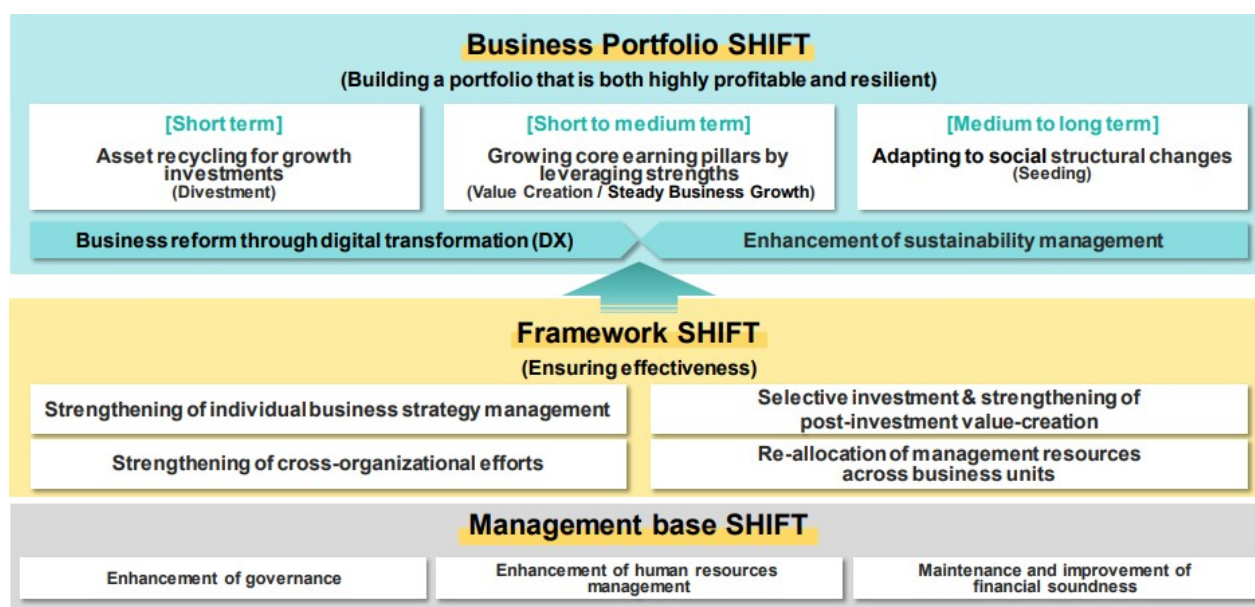 Business Portfolio SHIFT
(Building a portfolio that is both highly profitable and resilient)
[Short term]
Asset recycling for growth
investments
(Divestment)
[Short to medium term]
Growing core earning pillars by
leveraging strengths
(Value Creation / Steady Business Growth)
[Medium to long term]
Adapting to social structural changes
(Seeding)
Business reform through digital transformation (DX)
Enhancement of sustainability management
Framework SHIFT
(Ensuring effectiveness)
Strengthening of individual business strategy management
Selective investment & strengthening of
post-investment value-creation
Strengthening of cross-organizational efforts
Re-allocation of management resources
across business units
Management base SHIFT
Enhancement of governance
Enhancement of human resources
management
Maintenance and improvement of
financial soundness